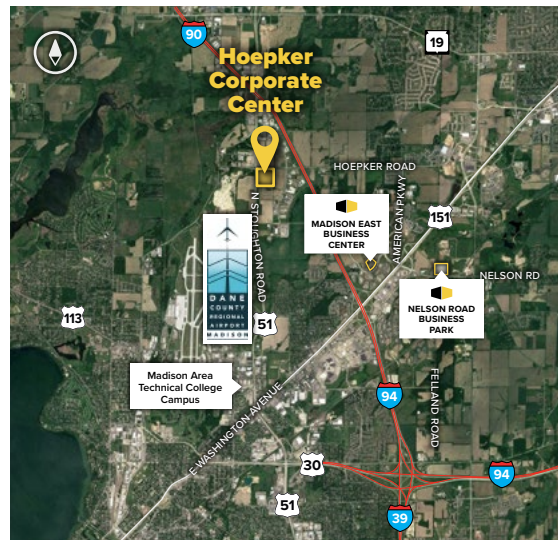 90
19
Hoepker
Corporate
Center
HOEPKER ROAD
N STOUGHTON ROAD
AMERICAN PKWY
151
MADISON EAST
BUSINESS
CENTER
DANE
COUNTY
REGIONAL
AIRPORT
MADISON
NELSON RD
NELSON ROAD
BUSINESS
PARK
113
51
Madison Area
Technical College
Campus
E WASHINGTON AVENUE
FELLAND ROAD
94
30
94
51
39